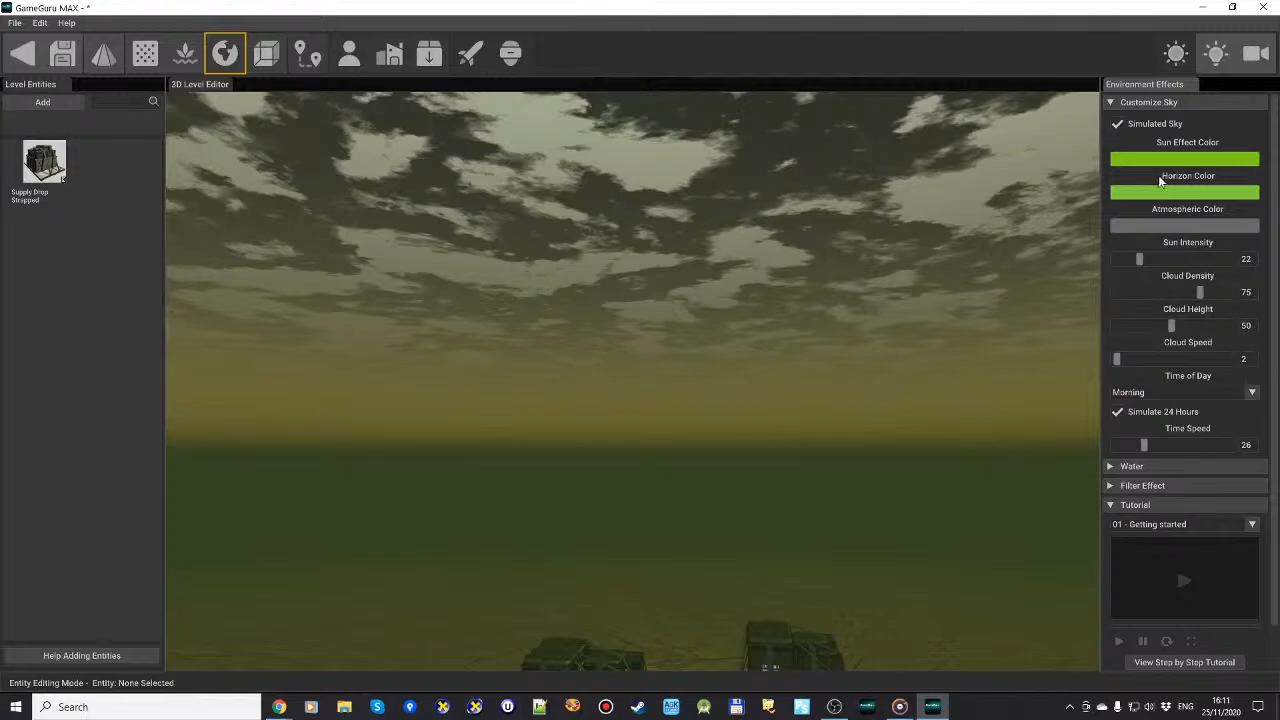 GameGuru MAX - *
File Edit Help
Level Entities
3D Level Editor
Environment Effects
Add
Customize Sky
Simulated Sky
Sun Effect Color
Horizon Color
Supply Drop
Strapped
Atmospheric Color
Sun Intensity
22
Cloud Density
75
Cloud Height
50
Cloud Speed
2
Time of Day
Morning
Simulate 24 Hours
Time Speed
26
Water
Filter Effect
Tutorial
01 - Getting started
Help Adding Entities
View Step by Step Tutorial
Entity Editing Mode - Entity: None Selected
Search
16:11
25/11/2020